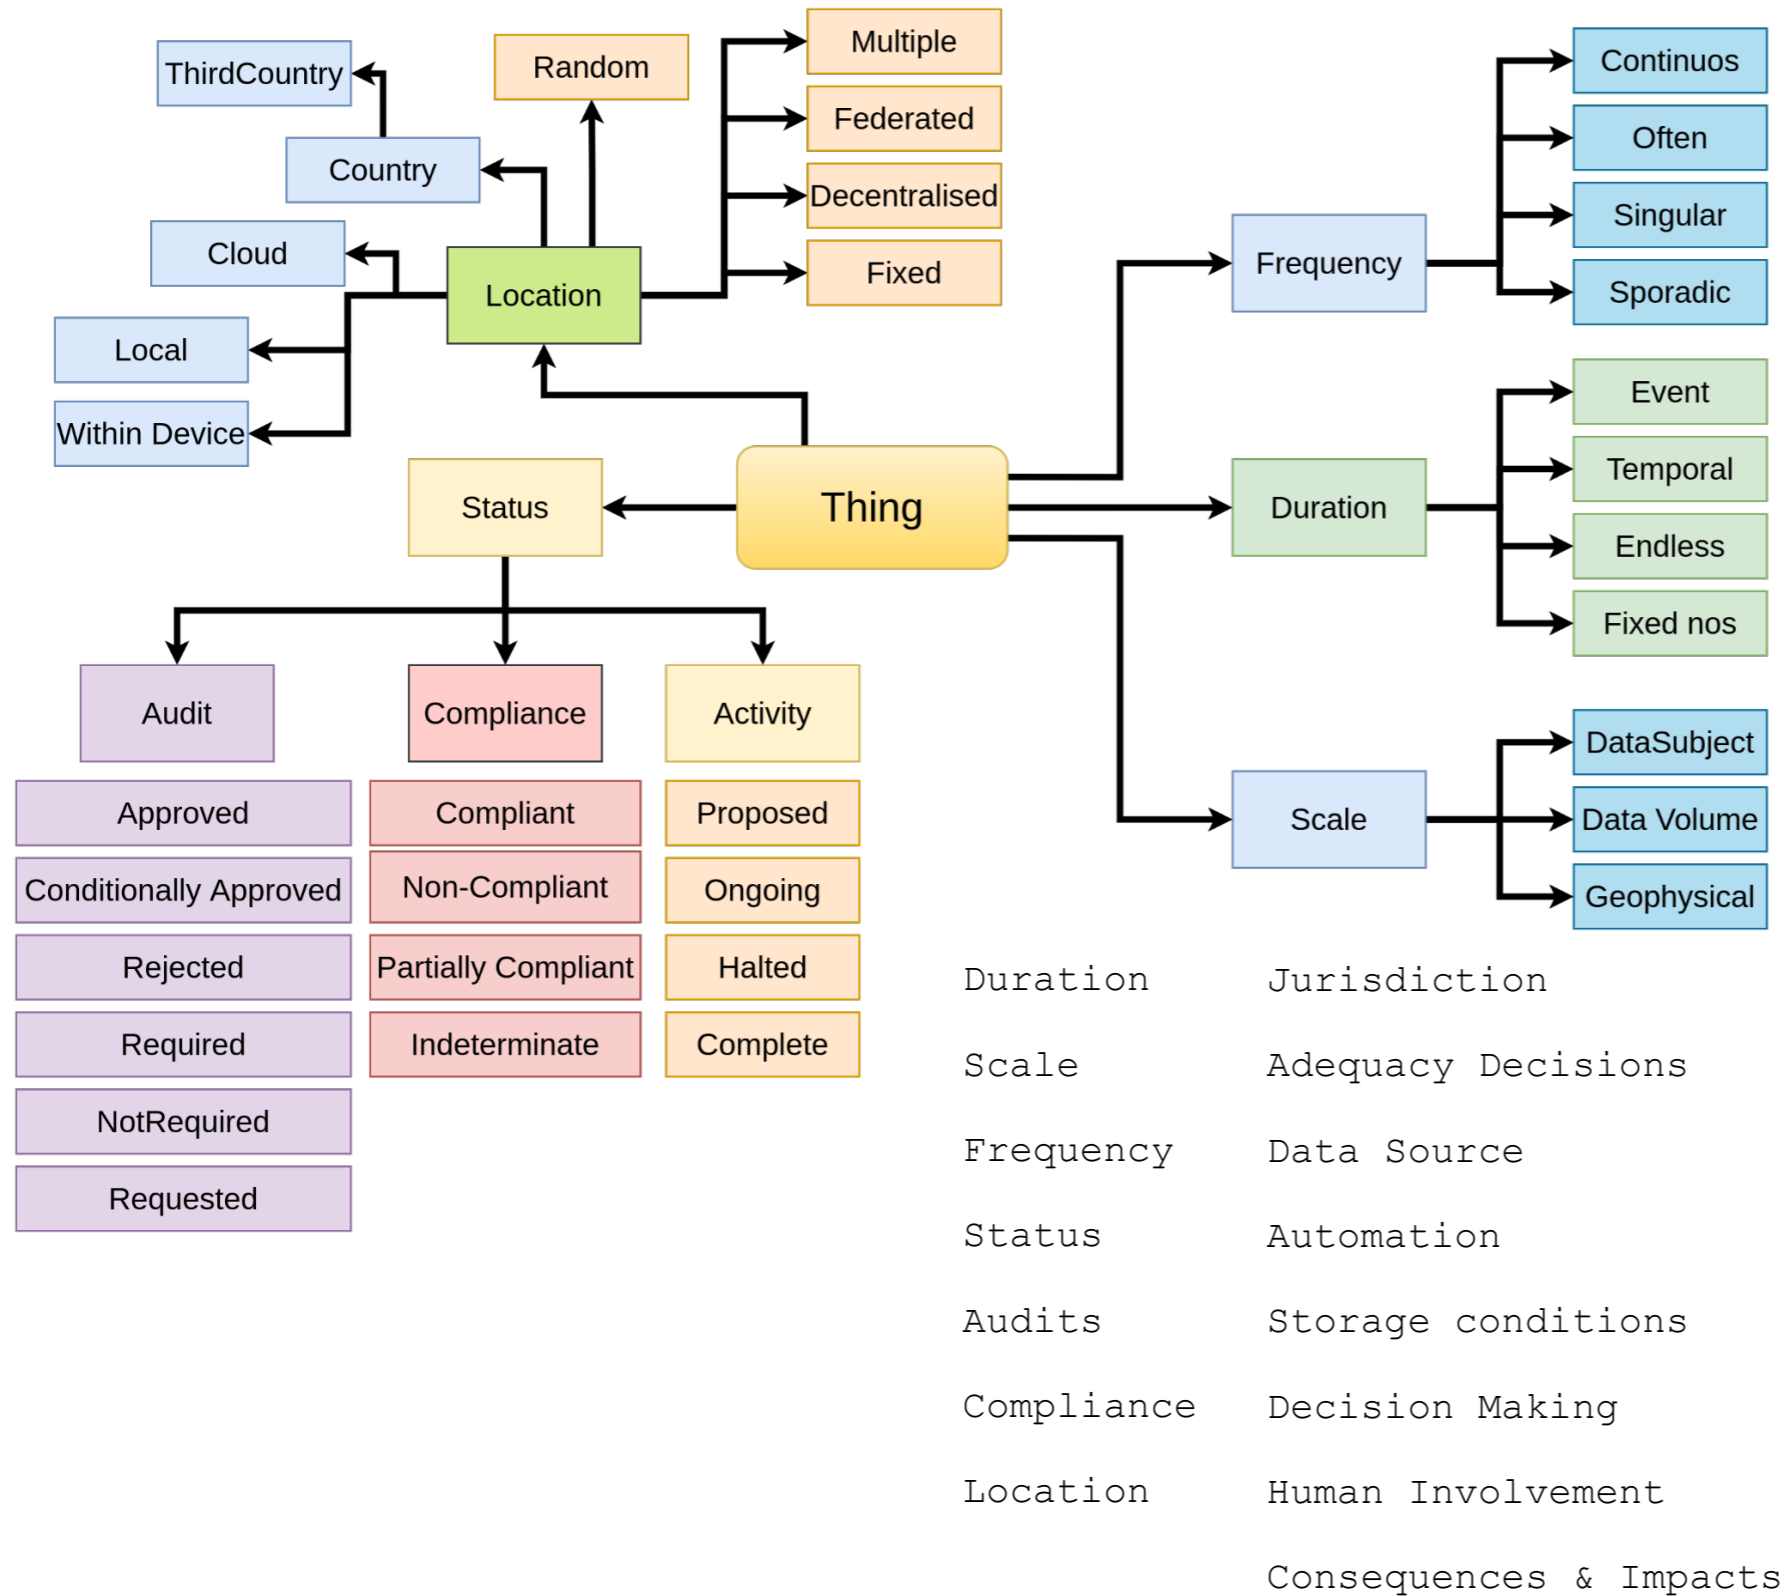 ThirdCountry
Country
Cloud
Local
Within Device
Random
Location
Multiple
Federated
Decentralised
Fixed
Thing
Frequency
Continuos
Often
Singular
Sporadic
Duration
Event
Temporal
Endless
Fixed nos
Scale
DataSubject
Data Volume
Geophysical
Status
Audit
Approved
Conditionally Approved
Rejected
Required
NotRequired
Requested
Compliance
Compliant
Non-Compliant
Partially Compliant
Indeterminate
Activity
Proposed
Ongoing
Halted
Complete
Duration
Scale
Frequency
Status
Audits
Compliance
Location
Jurisdiction
Adequacy Decisions
Data Source
Automation
Storage conditions
Decision Making
Human Involvement
Consequences & Impacts